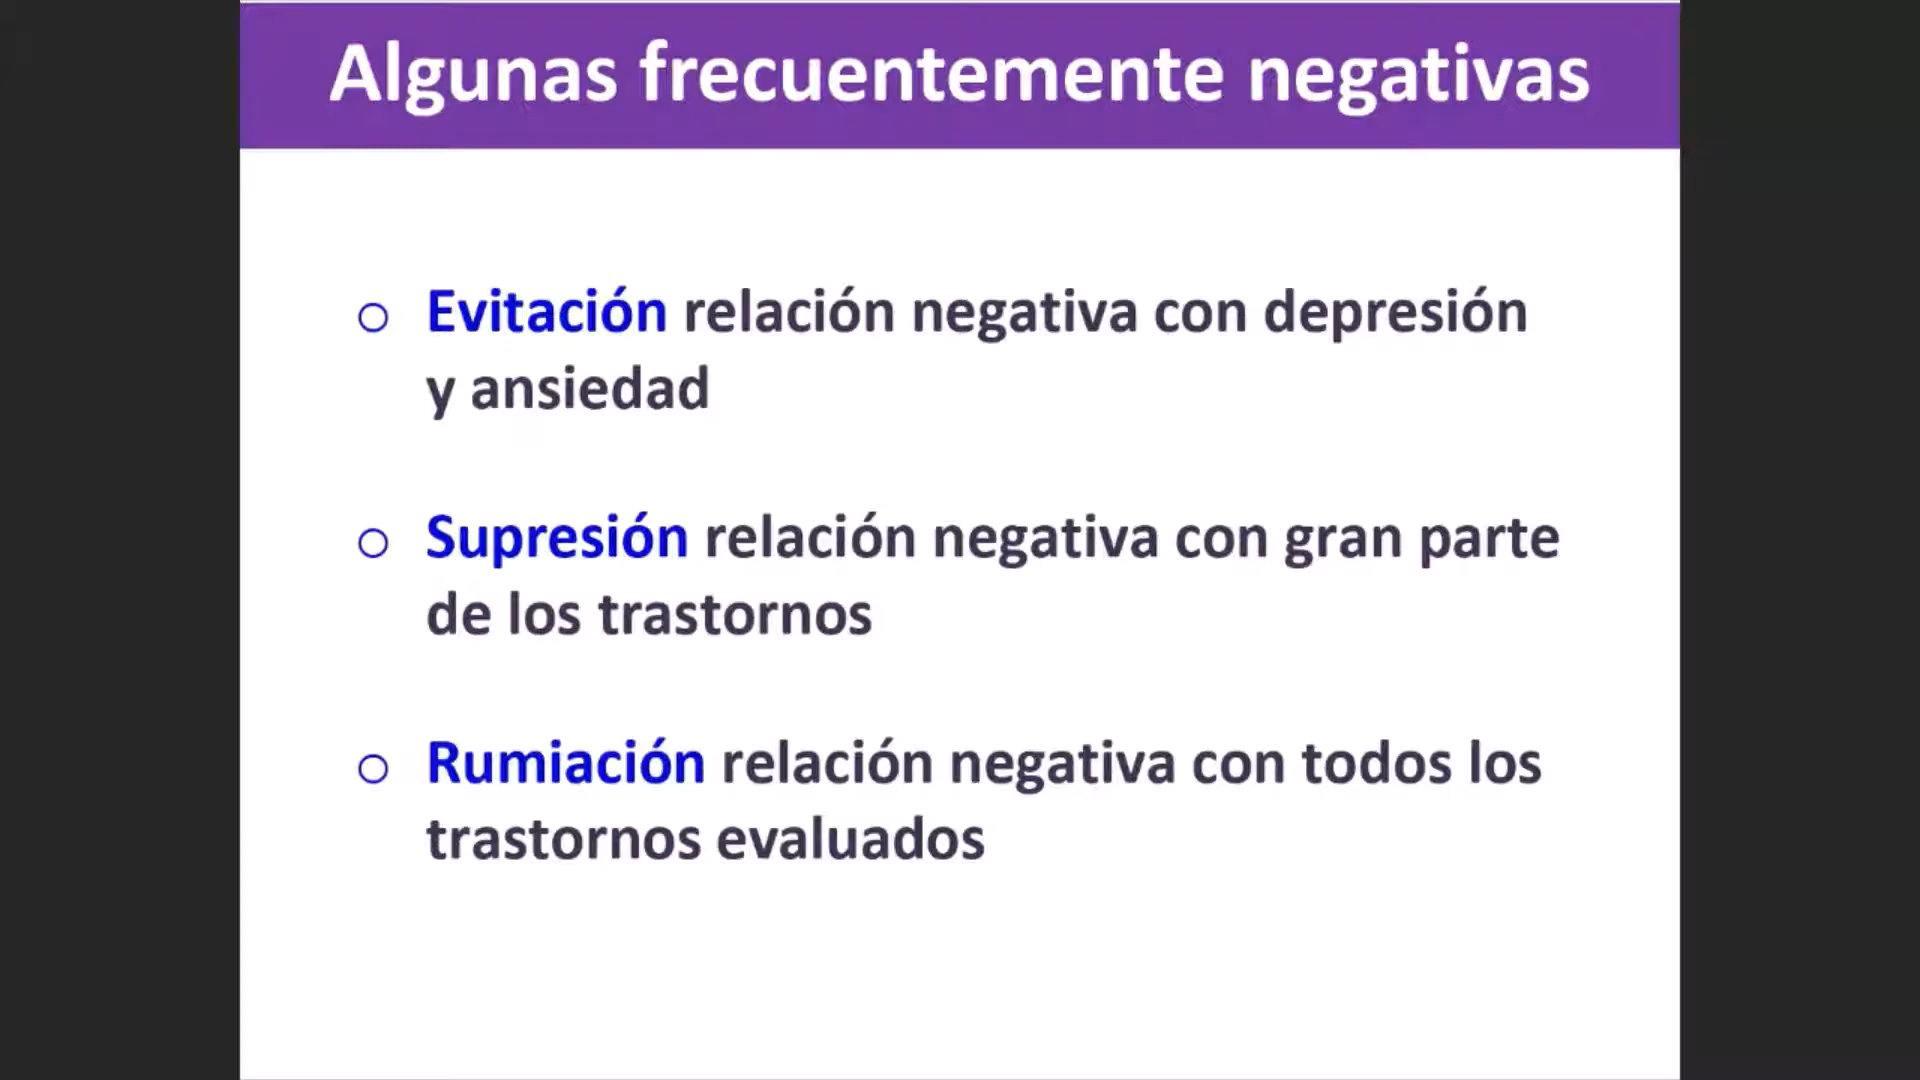 Algunas frecuentemente negativas
o Evitación relación negativa con depresión
y ansiedad
o Supresión relación negativa con gran parte
de los trastornos
o Rumiación relación negativa con todos los
trastornos evaluados